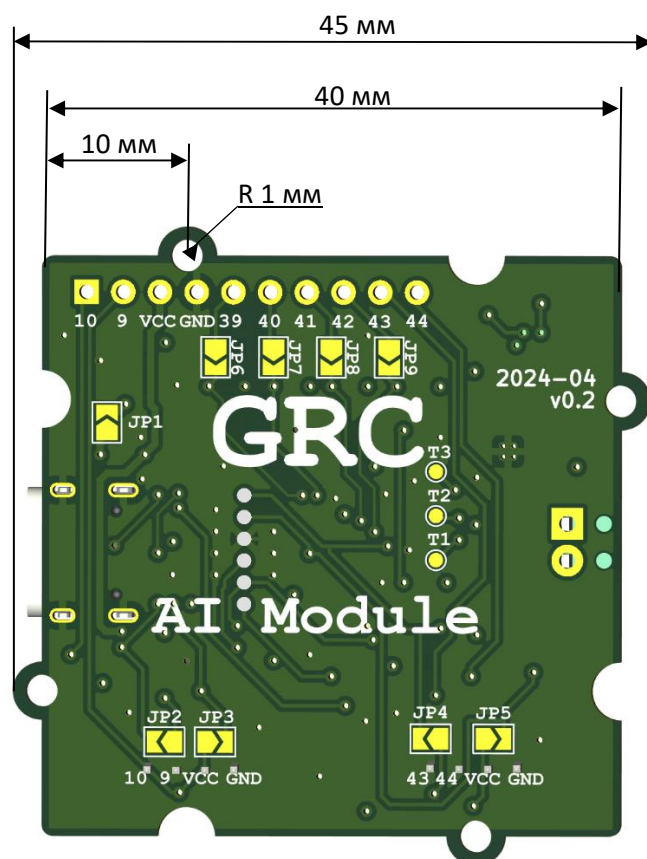 45 мм
40 мм
10 мм
R 1 мм
10 9 VCC GND 39 40 41 42 43 44
JP6 JP7 JP8 JP9
2024-04
v0.2
JP1
GRC
T3
T2
T1
AI Module
JP2 JP3 JP4 JP5
10 9 VCC GND 43 44 VCC GND